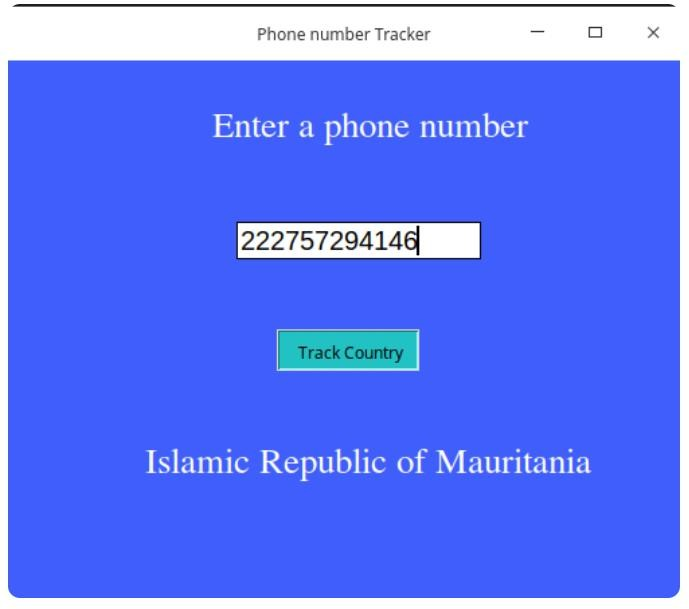 Phone number Tracker
Enter a phone number
222757294146
Track Country
Islamic Republic of Mauritania